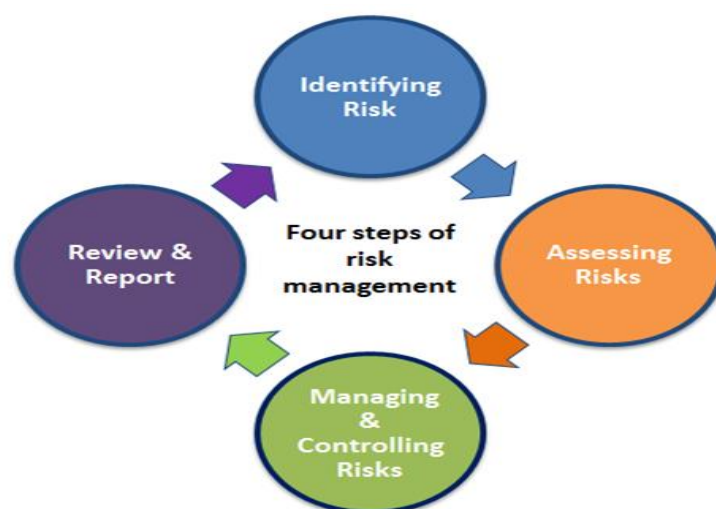 Identifying
Risk
Four steps of
risk
management
Assessing
Risks
Managing
&
Controlling
Risks
Review &
Report